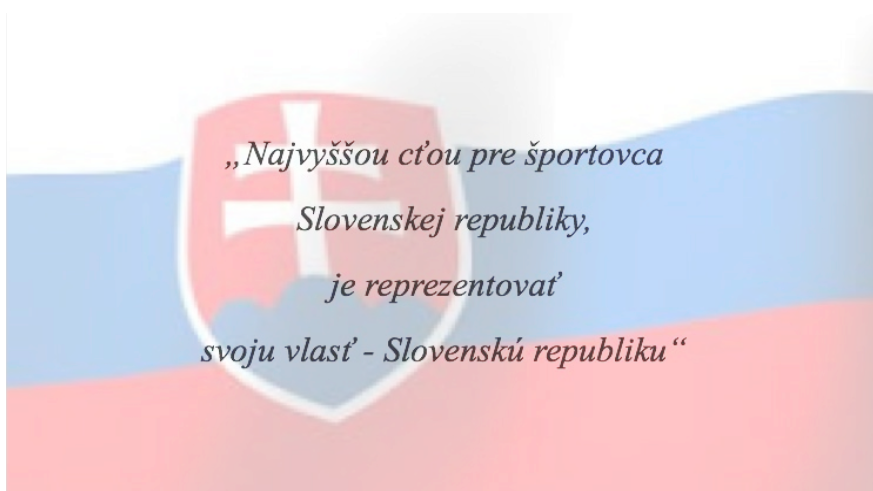 „Najvyššou cťou pre športovca
Slovenskej republiky,
je reprezentovať
svoju vlasť - Slovenskú republiku“